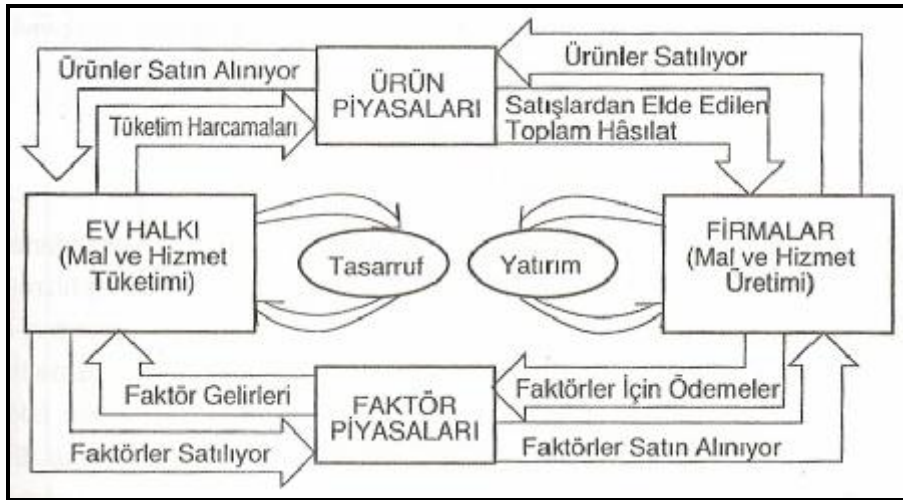 Ürünler Satın Alınıyor
ÜRÜN
PİYASALARI
Ürünler Satılıyor
Tüketim Harcamaları
Satışlardan Elde Edilen
Toplam Hâsılat
EV HALKI
(Mal ve Hizmet
Tüketimi)
Tasarruf
Yatırım
FİRMALAR
(Mal ve Hizmet
Üretimi)
Faktör Gelirleri
FAKTÖR
PİYASALARI
Faktörler İçin Ödemeler
Faktörler Satılıyor
Faktörler Satın Alınıyor